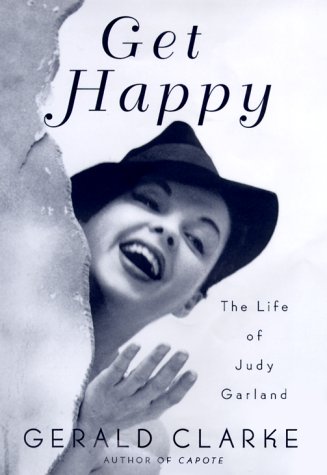 Get
Happy
The Life
of
Judy
Garland
GERALD CLARKE
AUTHOR OF CAPOTE